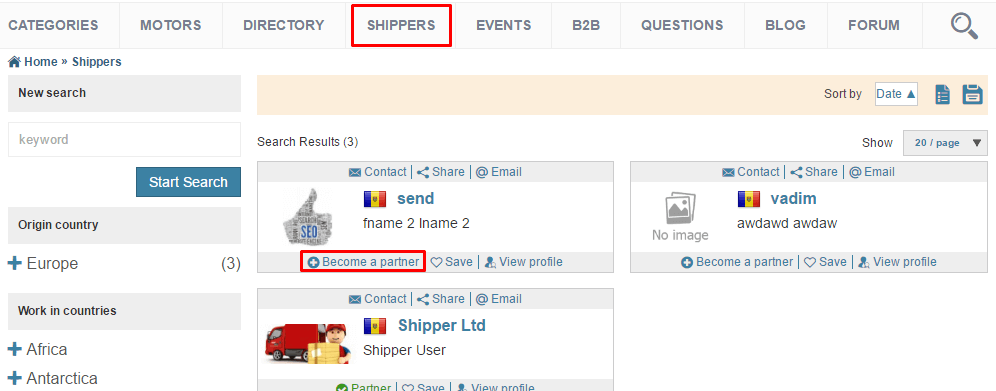 CATEGORIES MOTORS DIRECTORY SHIPPERS EVENTS B2B QUESTIONS BLOG FORUM
Home » Shippers
New search
keyword
Start Search
Origin country
Europe (3)
Work in countries
Africa
Antarctica
Sort by Date ▲
Search Results (3)
Show 20 / page ▼
Contact Share @ Email
SEARCH
SEO
send
fname 2 lname 2
Become a partner Save View profile
Contact Share @ Email
No image
vadim
awdawd awdaw
Become a partner Save View profile
Contact Share @ Email
Shipper Ltd
Shipper User
Partner Save View profile